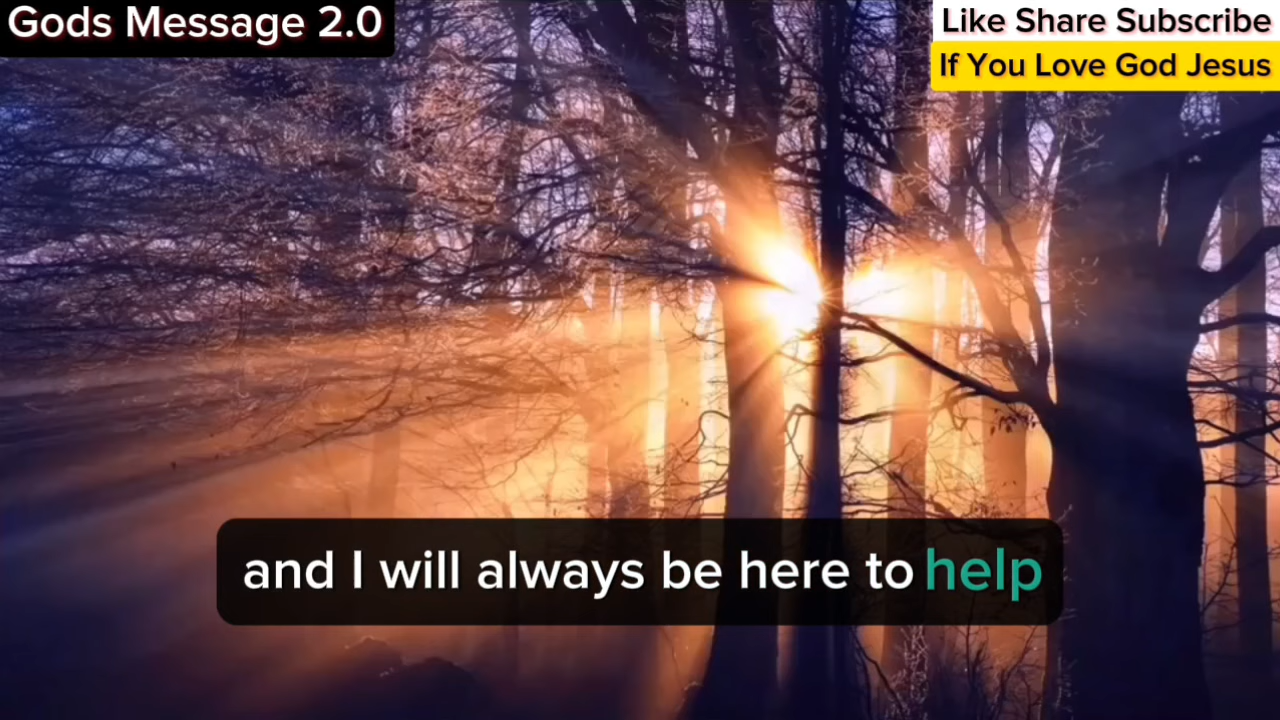 Gods Message 2.0
Like Share Subscribe
If You Love God Jesus
and I will always be here to help